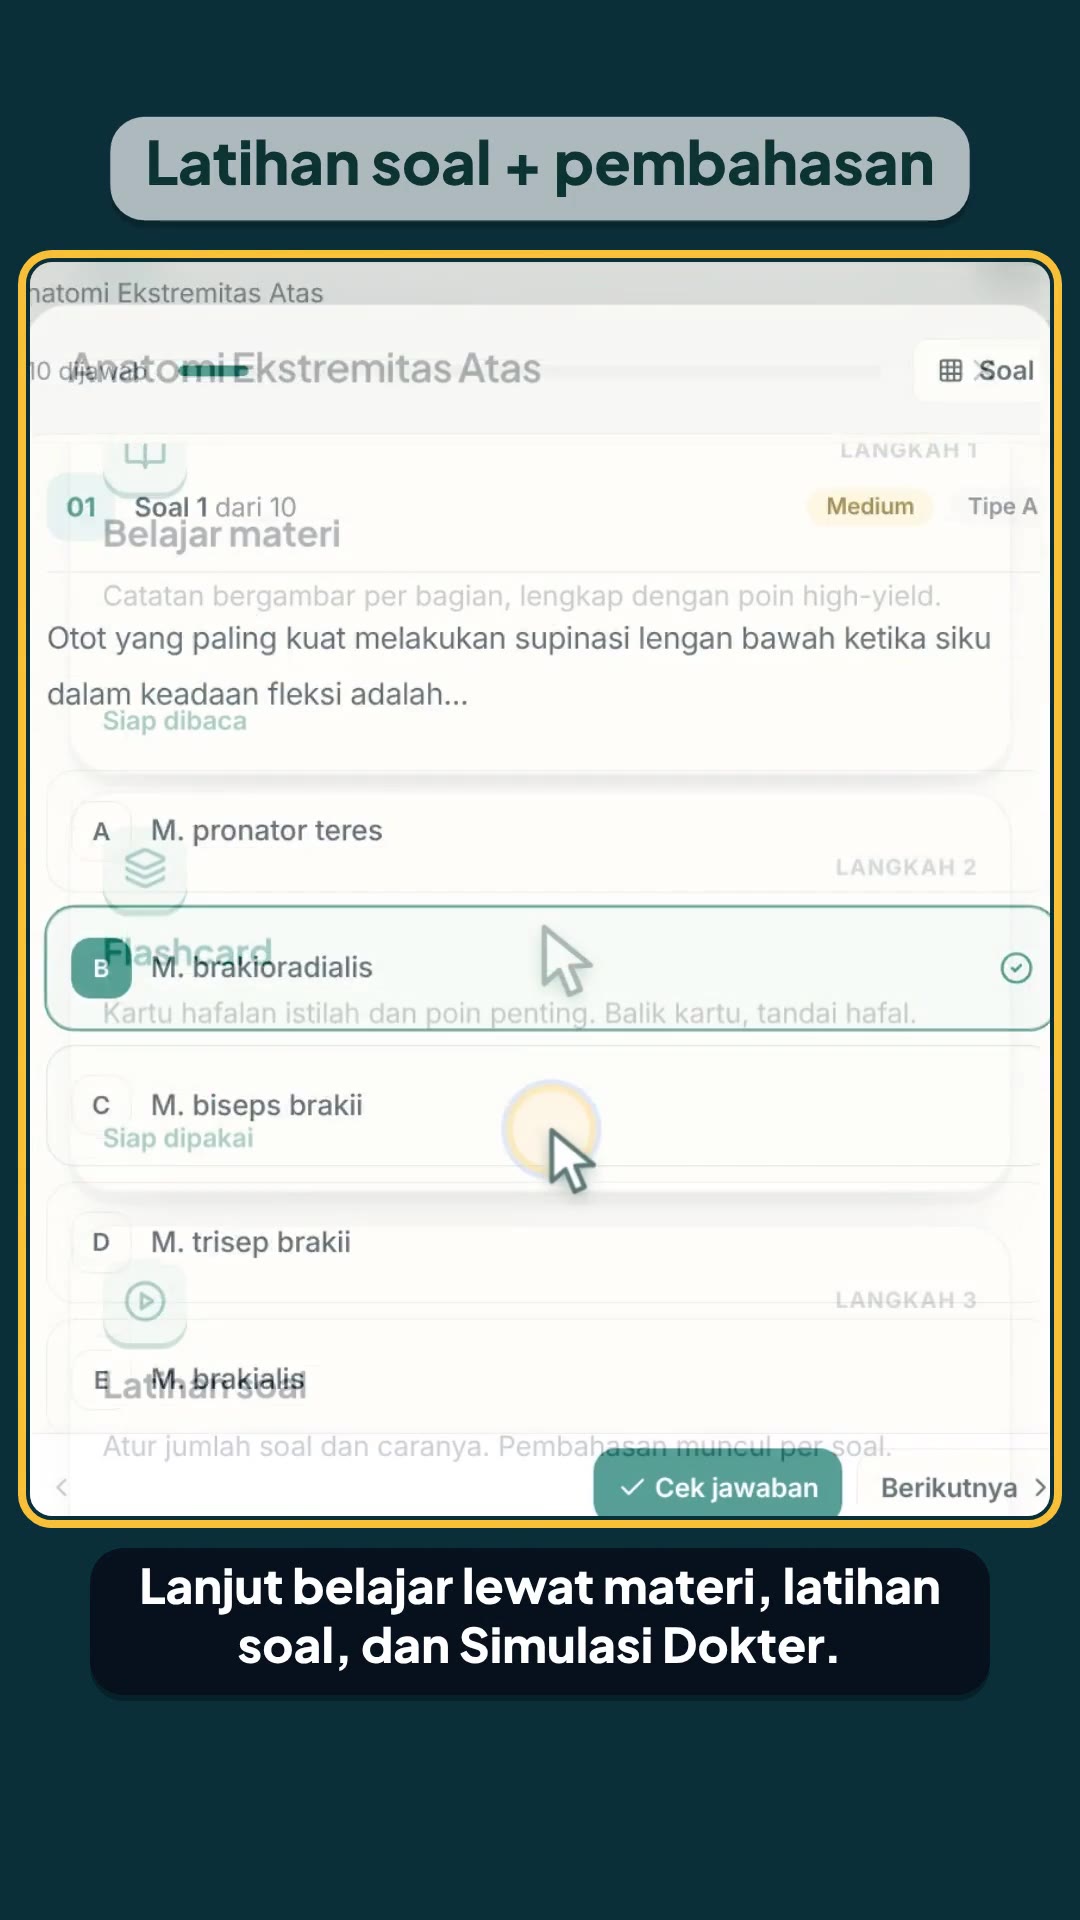 Latihan soal + pembahasan
natomi Ekstremitas Atas
Anatomi Ekstremitas Atas
10 dijawab
Soal
LANGKAH 1
01
Soal 1 dari 10
Medium
Tipe A
Belajar materi
Catatan bergambar per bagian, lengkap dengan poin high-yield.
Otot yang paling kuat melakukan supinasi lengan bawah ketika siku
dalam keadaan fleksi adalah...
Siap dibaca
A M. pronator teres
LANGKAH 2
Flashcard
B M. brakioradialis
Kartu hafalan istilah dan poin penting. Balik kartu, tandai hafal.
C M. biseps brakii
Siap dipakai
D M. trisep brakii
LANGKAH 3
E M. brakialis
Latihan soal
Atur jumlah soal dan caranya. Pembahasan muncul per soal.
Cek jawaban
Berikutnya
Lanjut belajar lewat materi, latihan
soal, dan Simulasi Dokter.